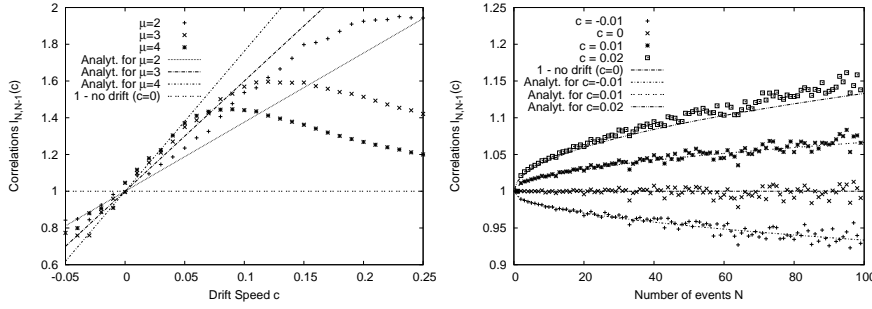 2
1.8
1.6
1.4
1.2
1
0.8
0.6
-0.05
0
0.05
0.1
0.15
0.2
0.25
Correlations I_N,N-1(c)
Drift Speed c
μ=2
μ=3
μ=4
Analyt. for μ=2
Analyt. for μ=3
Analyt. for μ=4
1 - no drift (c=0)
1.25
1.2
1.15
1.1
1.05
1
0.95
0.9
0
20
40
60
80
100
Correlations I_N,N-1(c)
Number of events N
c = -0.01
c = 0
c = 0.01
c = 0.02
1 - no drift (c=0)
Analyt. for c=-0.01
Analyt. for c=0.01
Analyt. for c=0.02